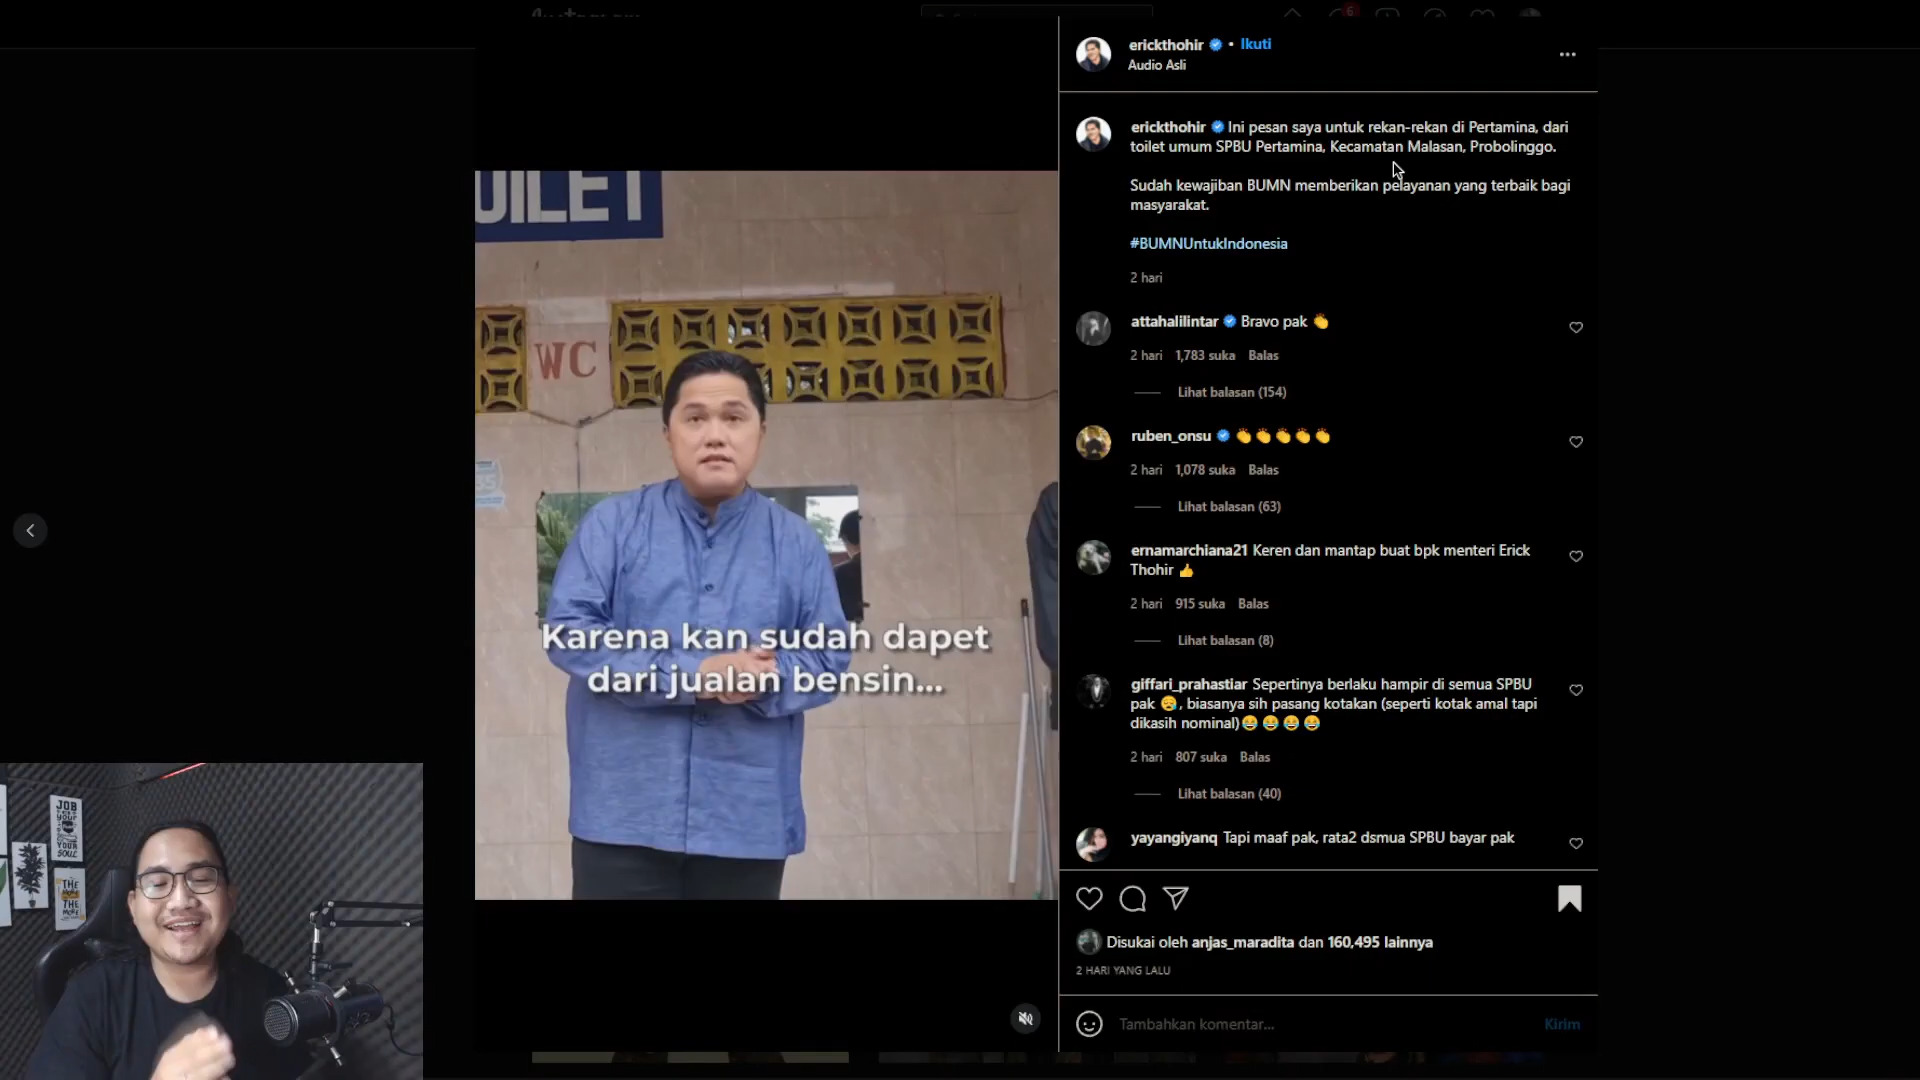 erickthohir • Ikuti
Audio Asli
erickthohir Ini pesan saya untuk rekan-rekan di Pertamina, dari
toilet umum SPBU Pertamina, Kecamatan Malasan, Probolinggo.
Sudah kewajiban BUMN memberikan pelayanan yang terbaik bagi
masyarakat.
#BUMNUntukIndonesia
2 hari
attahalilintar Bravo pak 👏
2 hari 1,783 suka Balas
Lihat balasan (154)
ruben_onsu 👏👏👏👏👏
2 hari 1,078 suka Balas
Lihat balasan (63)
ernamarchiana21 Keren dan mantap buat bpk menteri Erick
Thohir 👍
2 hari 915 suka Balas
Lihat balasan (8)
giffari_prahastiar Sepertinya berlaku hampir di semua SPBU
pak 😪, biasanya sih pasang kotakan (seperti kotak amal tapi
dikasih nominal)😂😂😂😂
2 hari 807 suka Balas
Lihat balasan (40)
yayangiyanq Tapi maaf pak, rata2 dsmua SPBU bayar pak
Disukai oleh anjas_maradita dan 160,495 lainnya
2 HARI YANG LALU
Tambahkan komentar... Kirim
OILET
WC
Karena kan sudah dapet
dari jualan bensin...
JOB
YOUR
SOUL
THE
MORE
THE
6